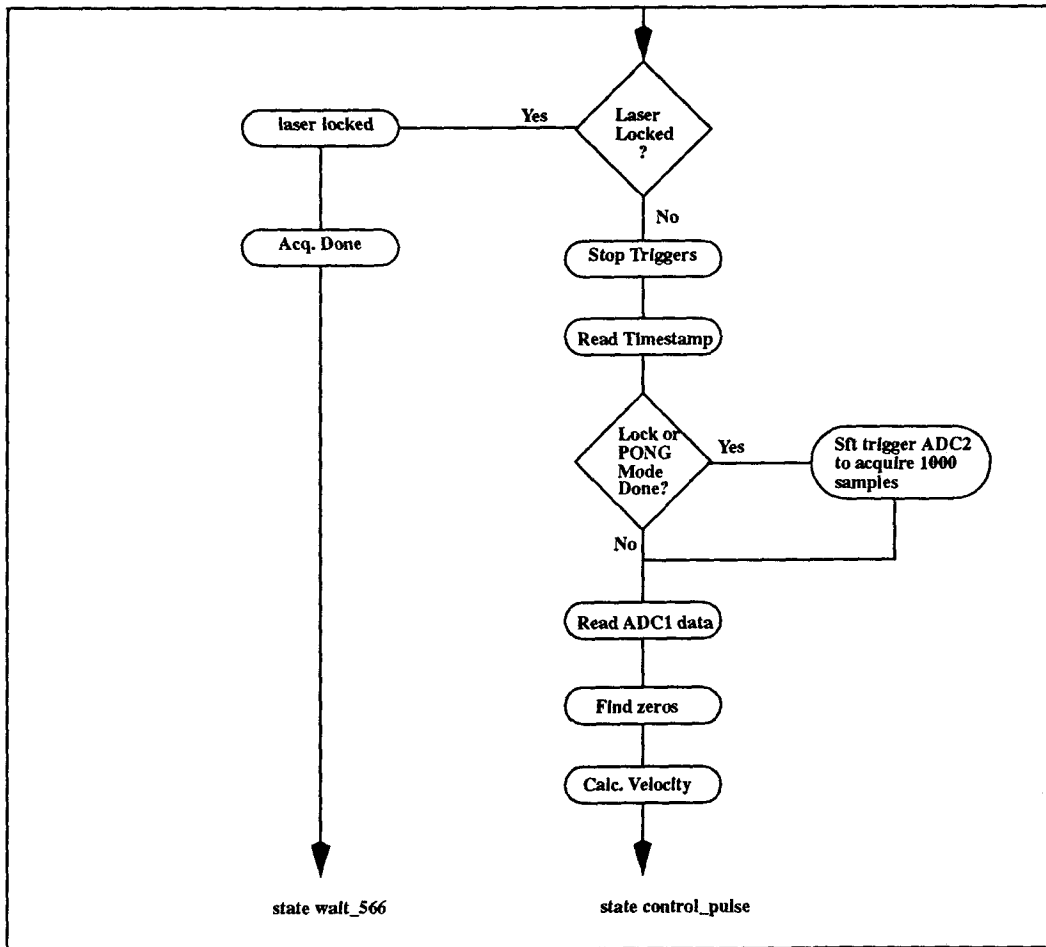 Laser
Locked
?
Yes
laser locked
Acq. Done
No
Stop Triggers
Read Timestamp
Lock or
PONG
Mode
Done?
Yes
Sft trigger ADC2
to acquire 1000
samples
No
Read ADC1 data
Find zeros
Calc. Velocity
state wait_566
state control_pulse